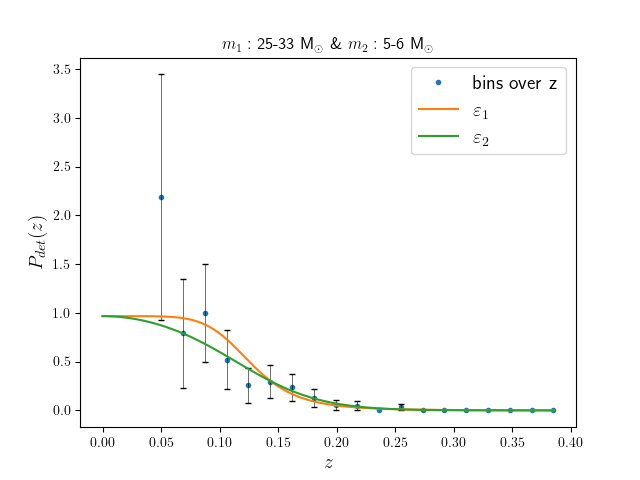 m₁ : 25-33 M⊙ & m₂ : 5-6 M⊙
bins over z
ε₁
ε₂
P_det(z)
3.5
3.0
2.5
2.0
1.5
1.0
0.5
0.0
0.00 0.05 0.10 0.15 0.20 0.25 0.30 0.35 0.40
z